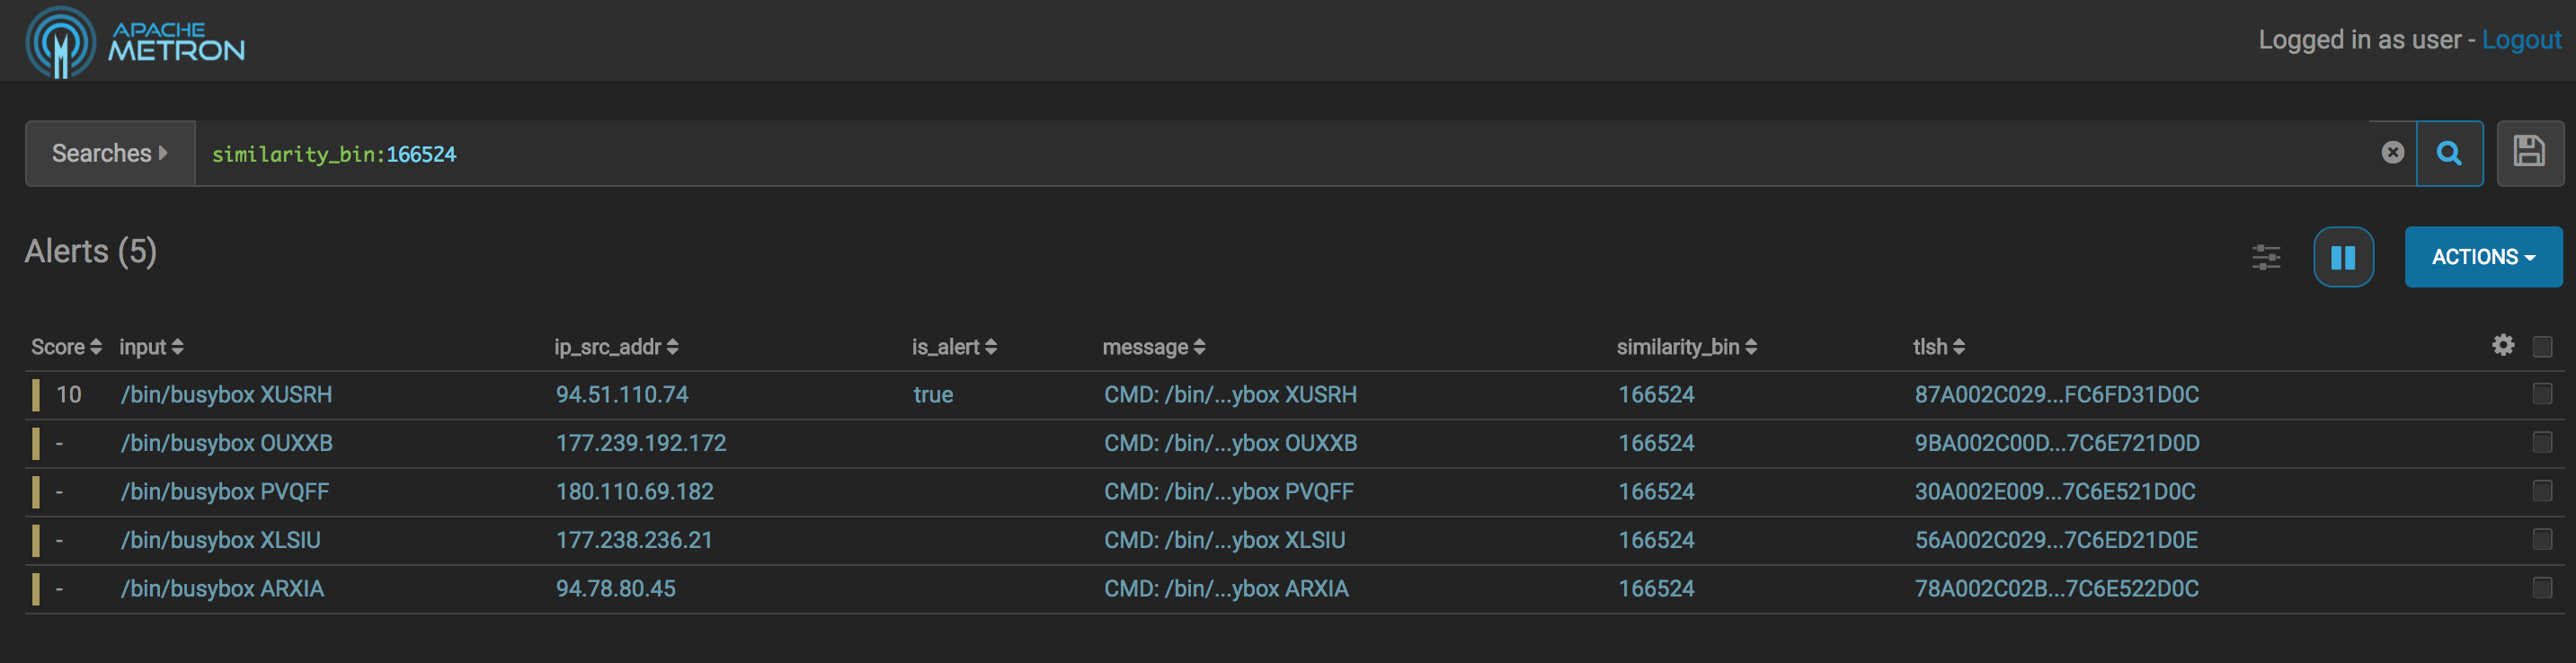 APACHE
METRON
Logged in as user - Logout
Searches similarity_bin:166524
Alerts (5)
ACTIONS
Score input ip_src_addr is_alert message similarity_bin tlsh
10 /bin/busybox XUSRH 94.51.110.74 true CMD: /bin/...ybox XUSRH 166524 87A002C029...FC6FD31D0C
- /bin/busybox OUXXB 177.239.192.172 CMD: /bin/...ybox OUXXB 166524 9BA002C00D...7C6E721D0D
- /bin/busybox PVQFF 180.110.69.182 CMD: /bin/...ybox PVQFF 166524 30A002E009...7C6E521D0C
- /bin/busybox XLSIU 177.238.236.21 CMD: /bin/...ybox XLSIU 166524 56A002C029...7C6ED21D0E
- /bin/busybox ARXIA 94.78.80.45 CMD: /bin/...ybox ARXIA 166524 78A002C02B...7C6E522D0C